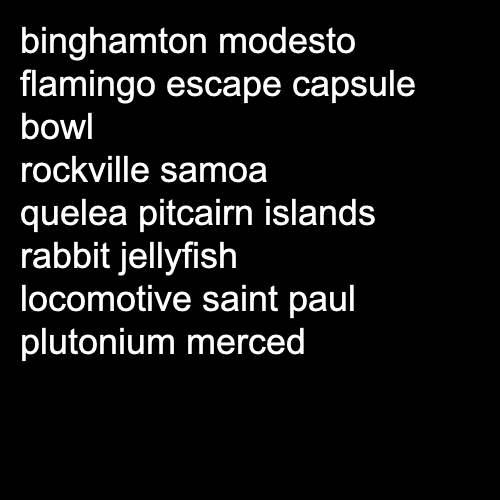 binghamton modesto
flamingo escape capsule
bowl
rockville samoa
quelea pitcairn islands
rabbit jellyfish
locomotive saint paul
plutonium merced